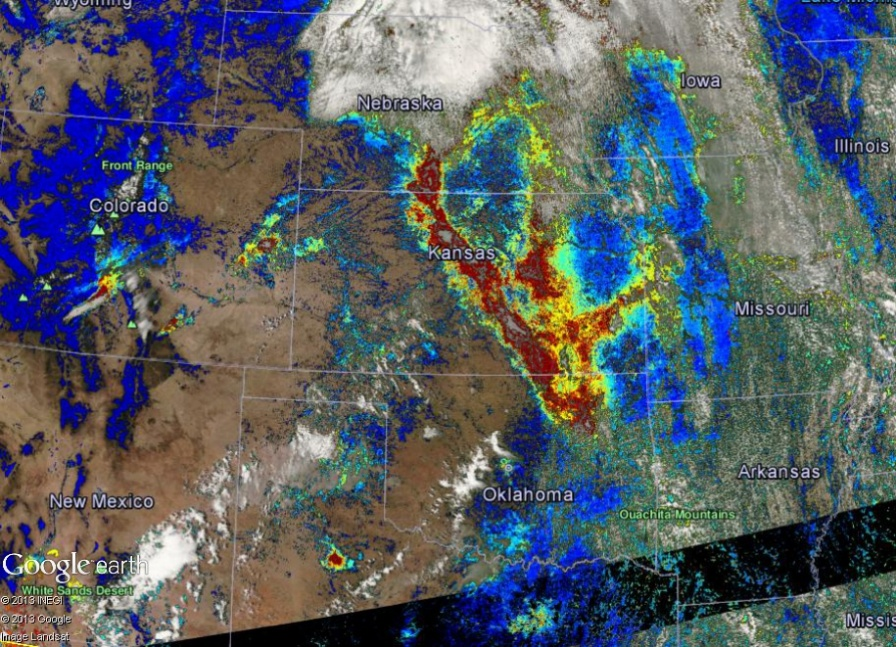 Wyoming
Iowa
Nebraska
Illinois
Front Range
Colorado
Kansas
Missouri
Arkansas
New Mexico
Oklahoma
Ouachita Mountains
Google earth
White Sands Desert
© 2013 INEGI
© 2013 Google
Image Landsat
Missis